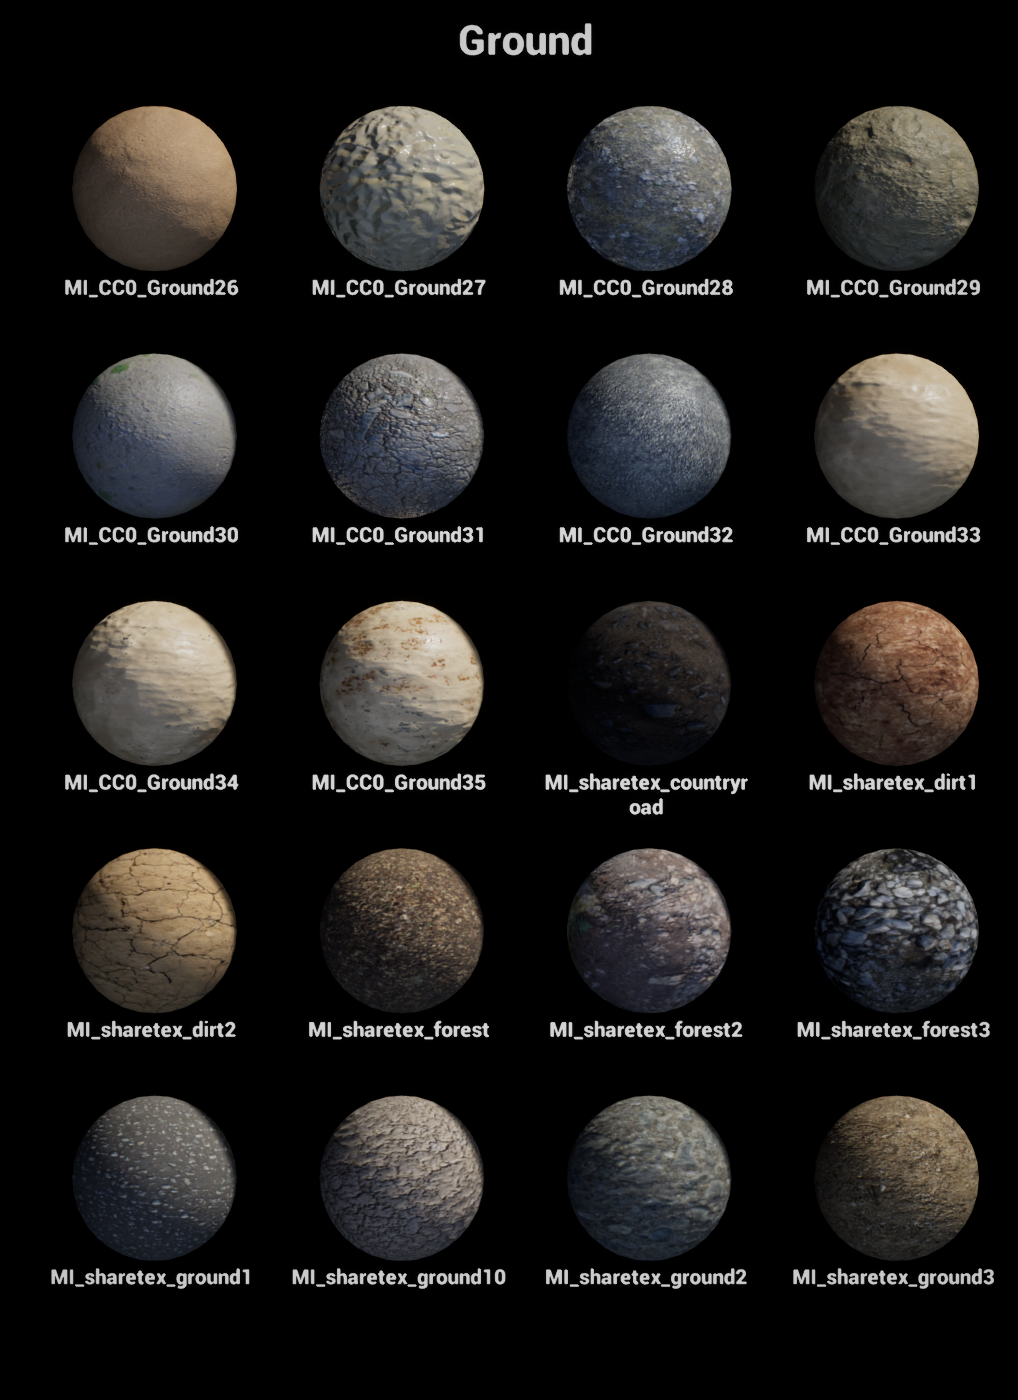 Ground
MI_CC0_Ground26
MI_CC0_Ground27
MI_CC0_Ground28
MI_CC0_Ground29
MI_CC0_Ground30
MI_CC0_Ground31
MI_CC0_Ground32
MI_CC0_Ground33
MI_CC0_Ground34
MI_CC0_Ground35
MI_sharetex_countryr
oad
MI_sharetex_dirt1
MI_sharetex_dirt2
MI_sharetex_forest
MI_sharetex_forest2
MI_sharetex_forest3
MI_sharetex_ground1
MI_sharetex_ground10
MI_sharetex_ground2
MI_sharetex_ground3